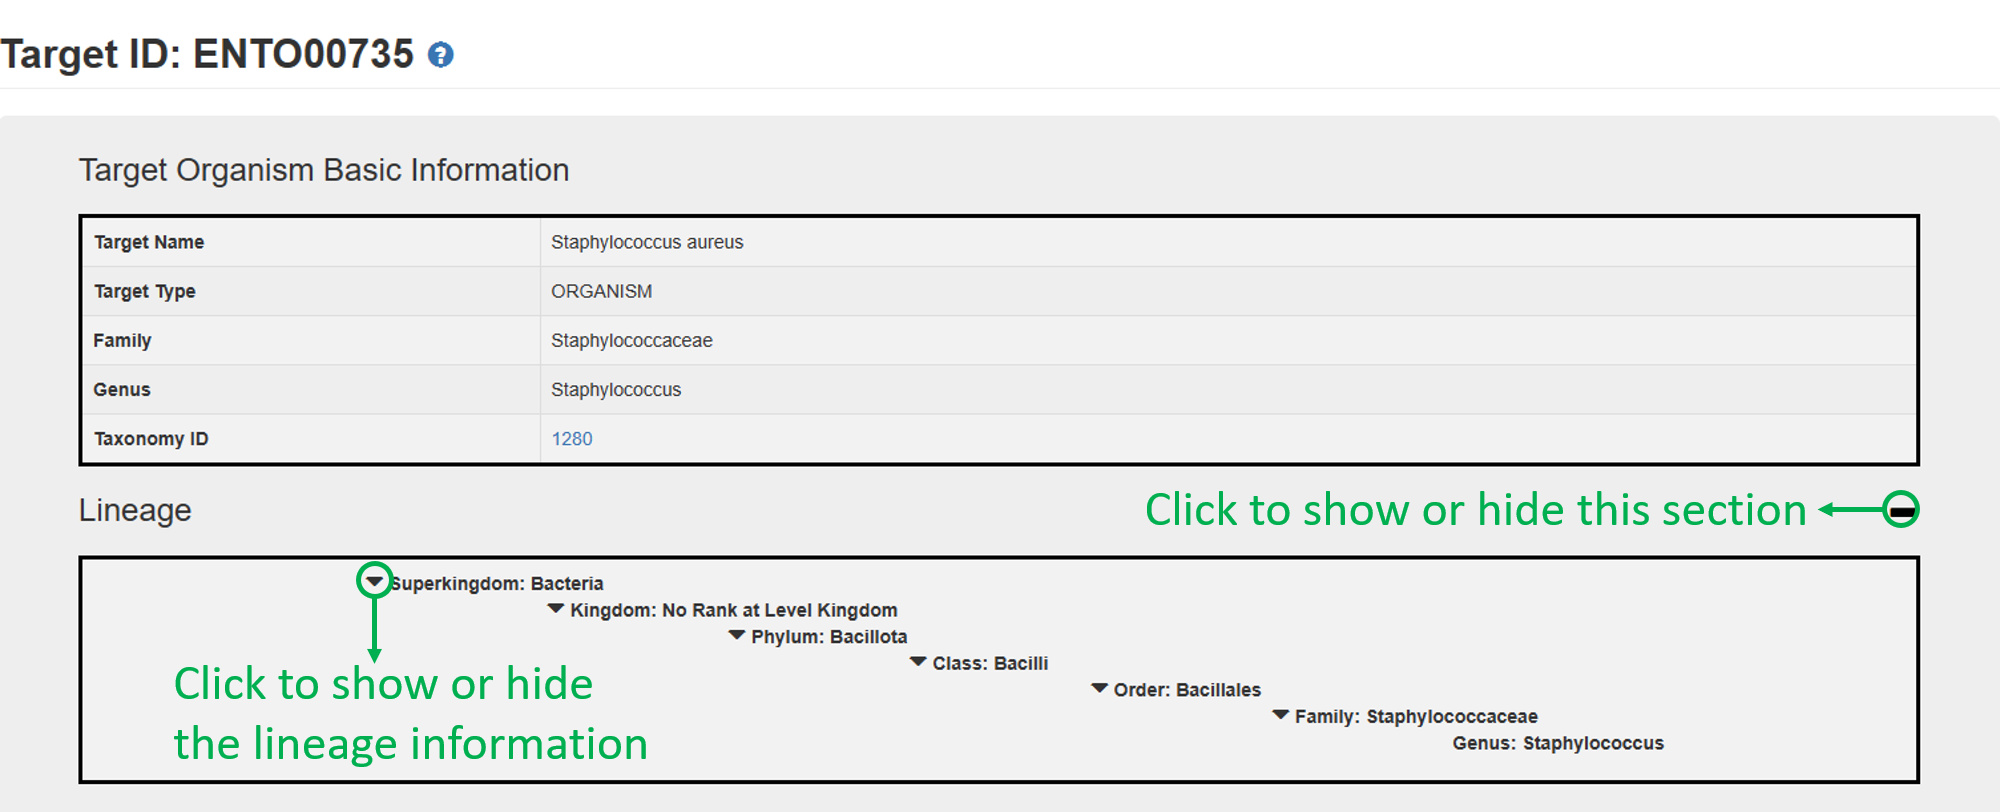 Target ID: ENTO00735 ?
Target Organism Basic Information
Target Name Staphylococcus aureus
Target Type ORGANISM
Family Staphylococcaceae
Genus Staphylococcus
Taxonomy ID 1280
Lineage
Click to show or hide this section
Superkingdom: Bacteria
Kingdom: No Rank at Level Kingdom
Phylum: Bacillota
Class: Bacilli
Order: Bacillales
Family: Staphylococcaceae
Genus: Staphylococcus
Click to show or hide
the lineage information